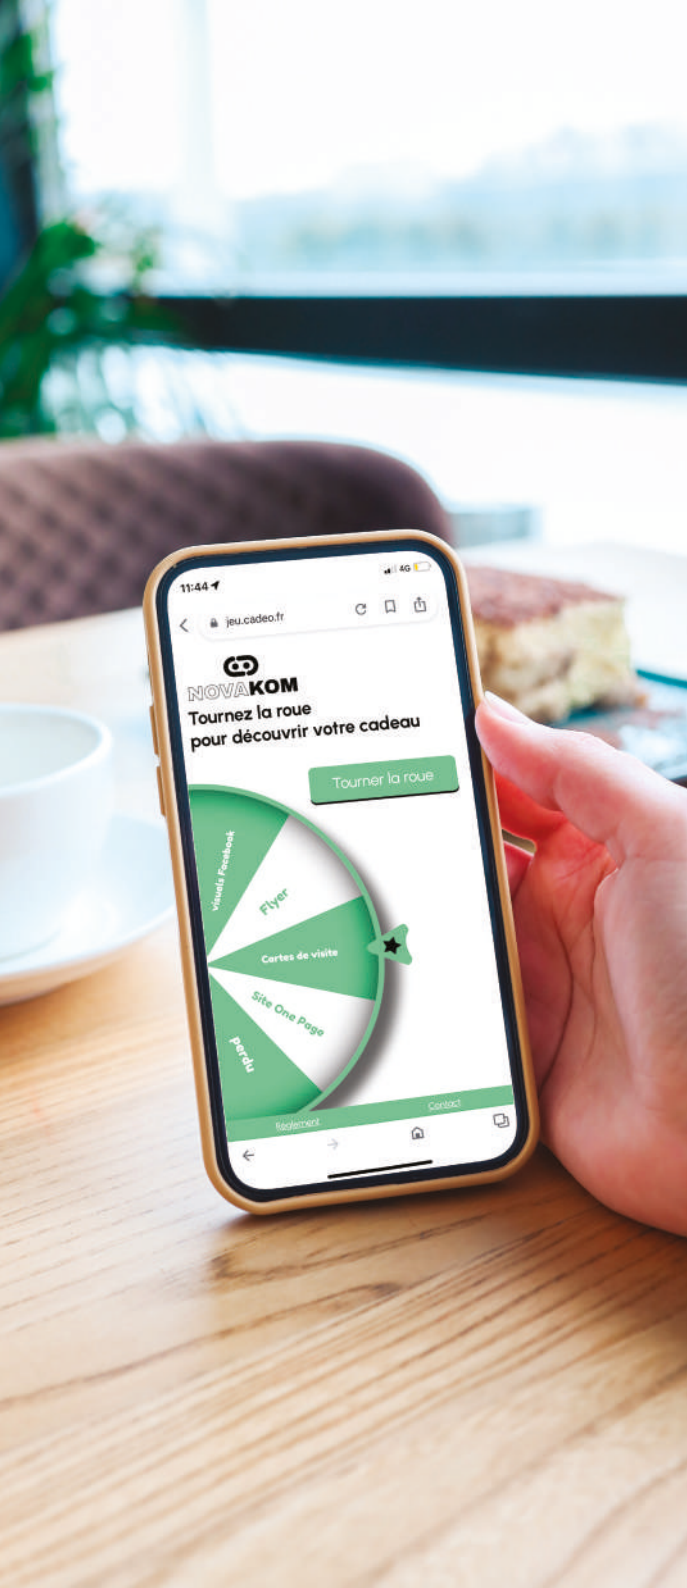 11:44
4G
jeu.cadeo.fr
NOVAKOM
Tournez la roue
pour découvrir votre cadeau
Tourner la roue
visuels Facebook
Flyer
Cartes de visite
Site One Page
perdu
Règlement
Contact